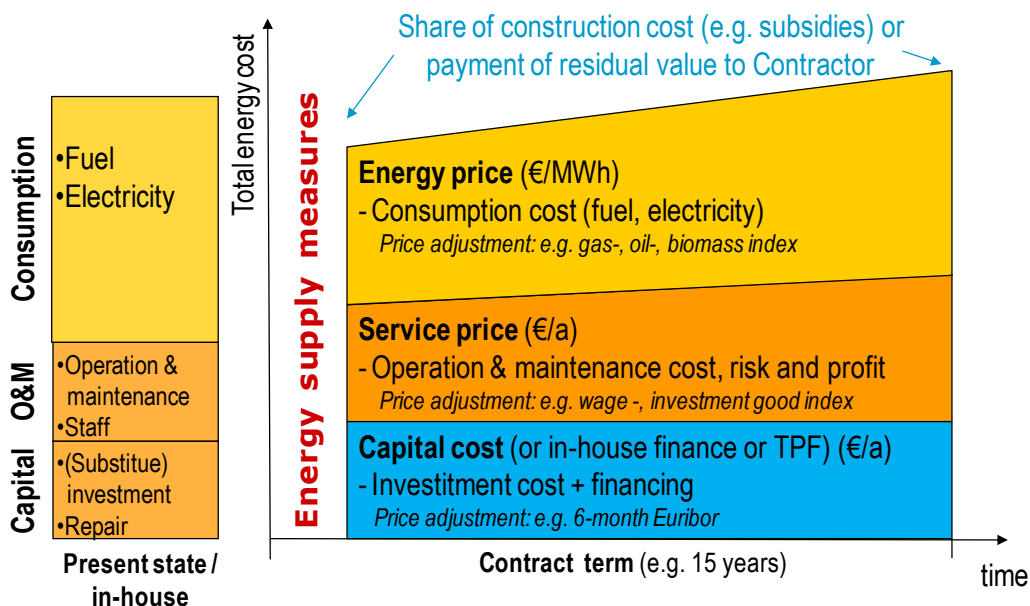 Share of construction cost (e.g. subsidies) or
payment of residual value to Contractor
Total energy cost
Consumption
•Fuel
•Electricity
O&M
•Operation &
maintenance
•Staff
Capital
•(Substitue)
investment
•Repair
Present state /
in-house
Energy supply measures
Energy price (€/MWh)
- Consumption cost (fuel, electricity)
Price adjustment: e.g. gas-, oil-, biomass index
Service price (€/a)
- Operation & maintenance cost, risk and profit
Price adjustment: e.g. wage -, investment good index
Capital cost (or in-house finance or TPF) (€/a)
- Investitment cost + financing
Price adjustment: e.g. 6-month Euribor
Contract term (e.g. 15 years)
time